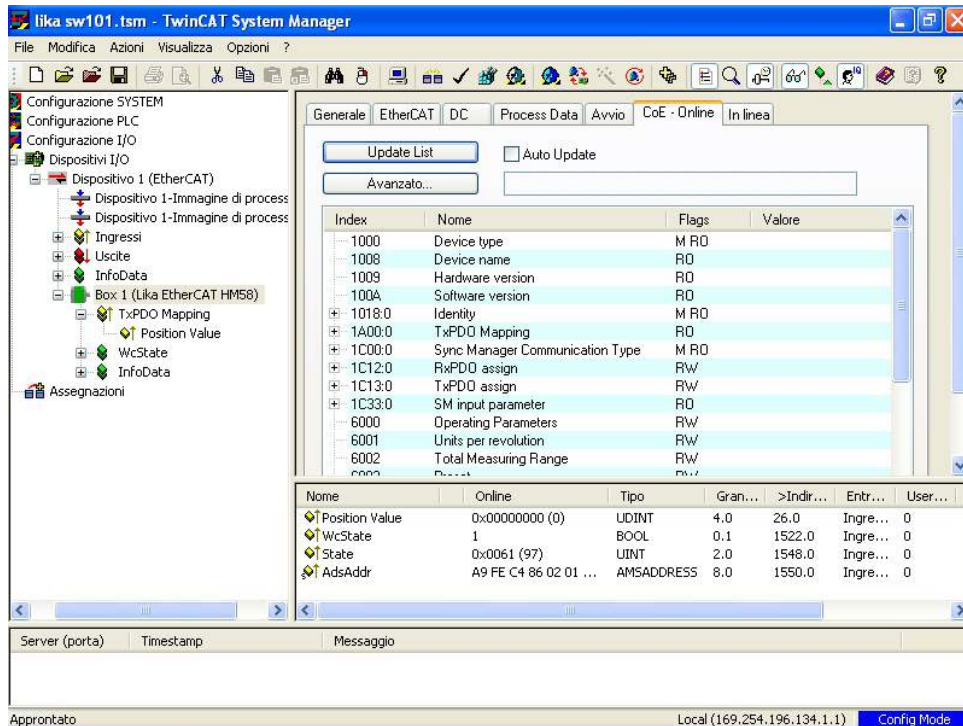 lika sw101.tsm - TwinCAT System Manager
File Modifica Azioni Visualizza Opzioni ?
Configurazione SYSTEM
Configurazione PLC
Configurazione I/O
Dispositivi I/O
Dispositivo 1 (EtherCAT)
Dispositivo 1-Immagine di process
Dispositivo 1-Immagine di process
Ingressi
Uscite
InfoData
Box 1 (Lika EtherCAT HM58)
TxPDO Mapping
Position Value
WcState
InfoData
Assegnazioni
Generale EtherCAT DC Process Data Avvio CoE - Online In linea
Update List Auto Update
Avanzato...
Index Nome Flags Valore
1000 Device type M RO
1008 Device name RO
1009 Hardware version RO
100A Software version RO
1018:0 Identity M RO
1A00:0 TxPDO Mapping RO
1C00:0 Sync Manager Communication Type M RO
1C12:0 RxPDO assign RW
1C13:0 TxPDO assign RW
1C33:0 SM input parameter RO
6000 Operating Parameters RW
6001 Units per revolution RW
6002 Total Measuring Range RW
Nome Online Tipo Gran... >Indir... Entr... User...
Position Value 0x00000000 (0) UDINT 4.0 26.0 Ingre... 0
WcState 1 BOOL 0.1 1522.0 Ingre... 0
State 0x0061 (97) UINT 2.0 1548.0 Ingre... 0
AdsAddr A9 FE C4 86 02 01 ... AMSADDRESS 8.0 1550.0 Ingre... 0
Server (porta) Timestamp Messaggio
Approntato Local (169.254.196.134.1.1) Config Mode